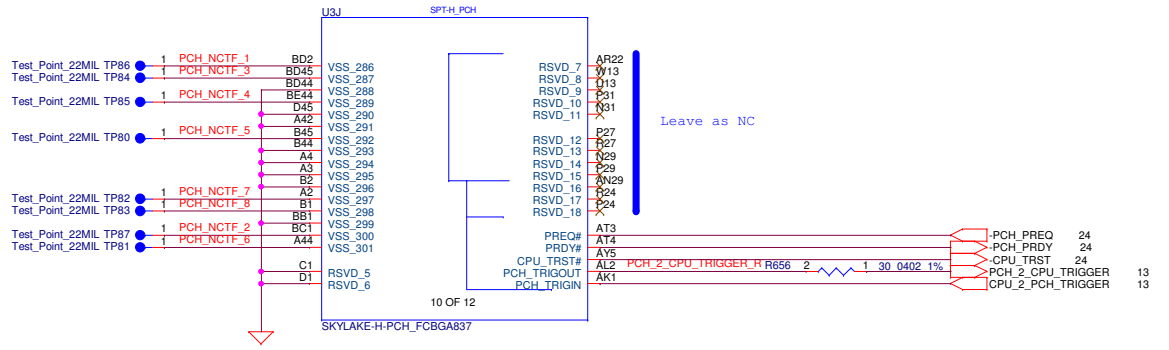 U3J SPT-H_PCH
Test_Point_22MIL TP86 1 PCH_NCTF_1 BD2 VSS_286
Test_Point_22MIL TP84 1 PCH_NCTF_3 BD45 VSS_287
BD44 VSS_288
Test_Point_22MIL TP85 1 PCH_NCTF_4 BE44 VSS_289
D45 VSS_290
A42 VSS_291
Test_Point_22MIL TP80 1 PCH_NCTF_5 B45 VSS_292
B44 VSS_293
A4 VSS_294
A3 VSS_295
B2 VSS_296
Test_Point_22MIL TP82 1 PCH_NCTF_7 A2 VSS_297
Test_Point_22MIL TP83 1 PCH_NCTF_8 B1 VSS_298
BB1 VSS_299
Test_Point_22MIL TP87 1 PCH_NCTF_2 BC1 VSS_300
Test_Point_22MIL TP81 1 PCH_NCTF_6 A44 VSS_301
C1 RSVD_5
D1 RSVD_6
RSVD_7 AR22
RSVD_8 W13
RSVD_9 U13
RSVD_10 P31
RSVD_11 N31
RSVD_12 P27
RSVD_13 R27
RSVD_14 N29
RSVD_15 P29
RSVD_16 AN29
RSVD_17 R24
RSVD_18 P24
Leave as NC
PREQ# AT3 -PCH_PREQ 24
PRDY# AT4 -PCH_PRDY 24
CPU_TRST# AY5 -CPU_TRST 24
PCH_TRIGOUT AL2 PCH_2_CPU_TRIGGER_R R656 2 1 30_0402_1% PCH_2_CPU_TRIGGER 13
PCH_TRIGIN AK1 CPU_2_PCH_TRIGGER 13
10 OF 12
SKYLAKE-H-PCH_FCBGA837